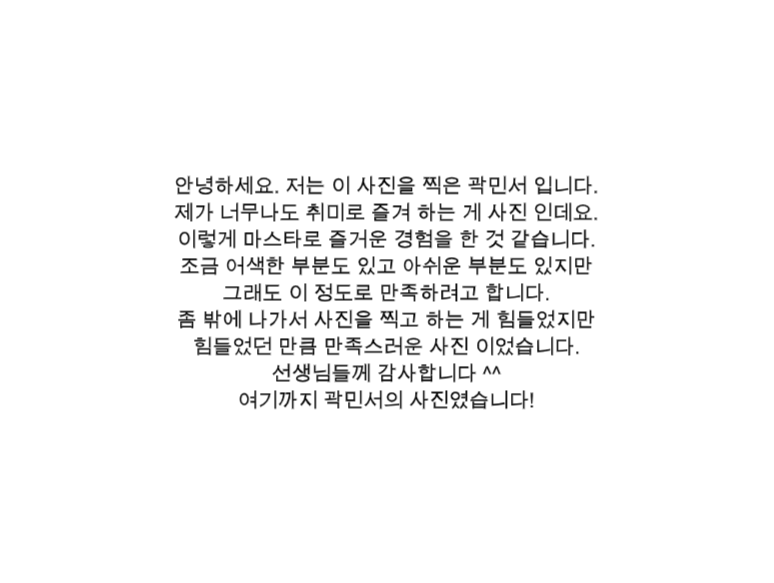 안녕하세요. 저는 이 사진을 찍은 곽민서 입니다.
제가 너무나도 취미로 즐겨 하는 게 사진 인데요.
이렇게 마스타로 즐거운 경험을 한 것 같습니다.
조금 어색한 부분도 있고 아쉬운 부분도 있지만
그래도 이 정도로 만족하려고 합니다.
좀 밖에 나가서 사진을 찍고 하는 게 힘들었지만
힘들었던 만큼 만족스러운 사진 이었습니다.
선생님들께 감사합니다 ^^
여기까지 곽민서의 사진였습니다!